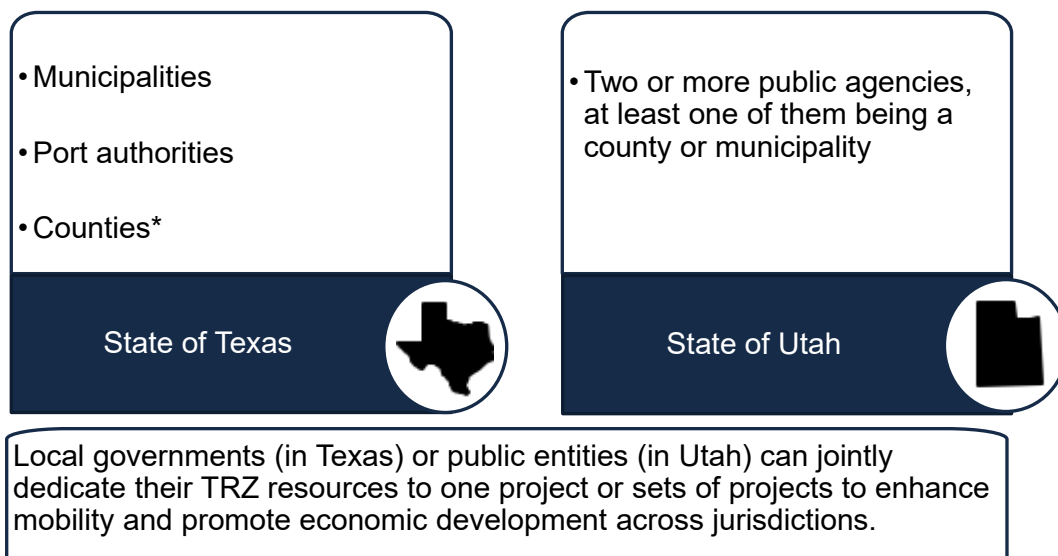 • Municipalities
• Port authorities
• Counties*
State of Texas
• Two or more public agencies,
at least one of them being a
county or municipality
State of Utah
Local governments (in Texas) or public entities (in Utah) can jointly
dedicate their TRZ resources to one project or sets of projects to enhance
mobility and promote economic development across jurisdictions.